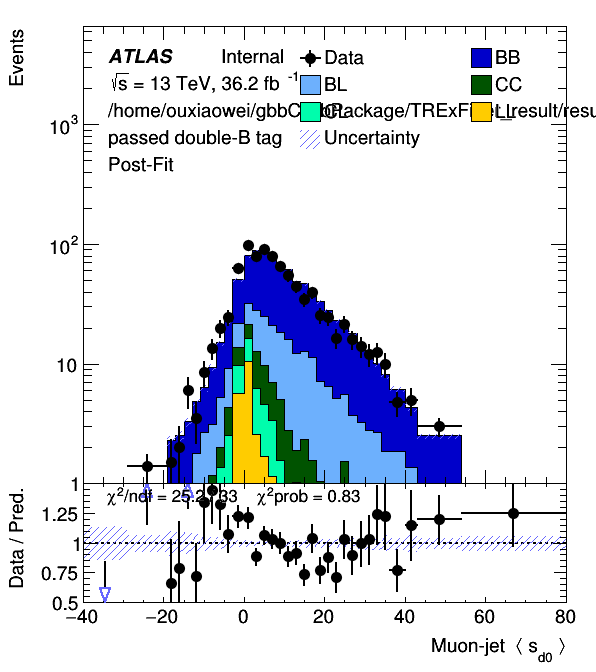 Events
ATLAS Internal
√s = 13 TeV, 36.2 fb -1
passed double-B tag
Post-Fit
Data
BB
BL
CC
CL
LL
Uncertainty
10³
10²
10
1
χ²/ndf = 25.2 / 33 χ²prob = 0.83
Data / Pred.
1.25
1
0.75
0.5
−40 −20 0 20 40 60 80
Muon-jet ⟨ s_d0 ⟩